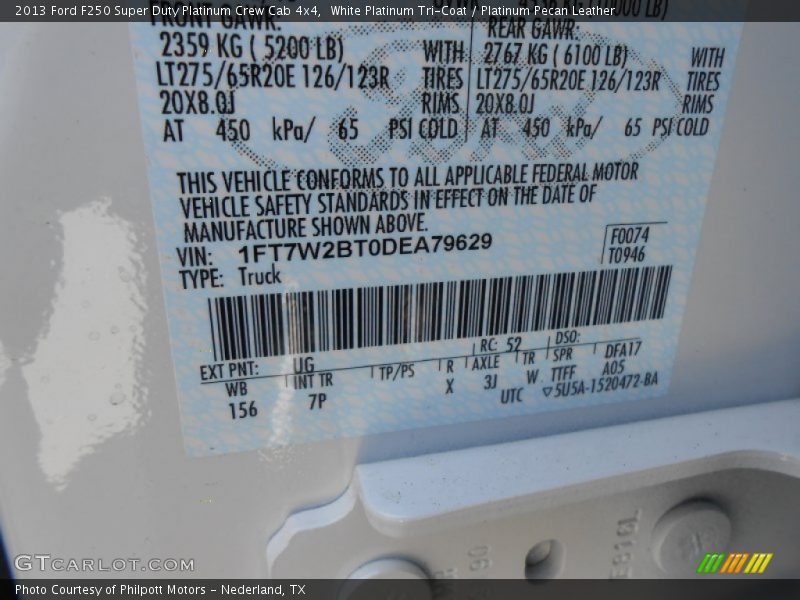 2013 Ford F250 Super Duty Platinum Crew Cab 4x4, White Platinum Tri-Coat / Platinum Pecan Leather
FRONT GAWR: REAR GAWR:
2359 KG ( 5200 LB) WITH 2767 KG ( 6100 LB) WITH
LT275/65R20E 126/123R TIRES LT275/65R20E 126/123R TIRES
20X8.0J RIMS 20X8.0J RIMS
AT 450 kPa/ 65 PSI COLD AT 450 kPa/ 65 PSI COLD
THIS VEHICLE CONFORMS TO ALL APPLICABLE FEDERAL MOTOR
VEHICLE SAFETY STANDARDS IN EFFECT ON THE DATE OF
MANUFACTURE SHOWN ABOVE.
VIN: 1FT7W2BT0DEA79629 F0074
TYPE: Truck T0946
EXT PNT: UG RC: 52 DSO:
WB INT TR TP/PS R AXLE TR SPR DFA17
156 7P X 3J W TTFF A05
UTC ▽5U5A-1520472-BA
GTCARLOT.COM
Photo Courtesy of Philpott Motors - Nederland, TX